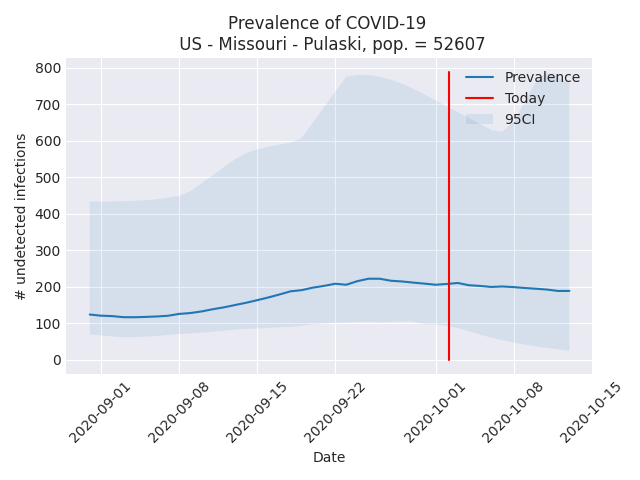 Prevalence of COVID-19
US - Missouri - Pulaski, pop. = 52607
800
700
600
500
400
300
200
100
0
# undetected infections
Prevalence
Today
95CI
2020-09-01
2020-09-08
2020-09-15
2020-09-22
2020-10-01
2020-10-08
2020-10-15
Date